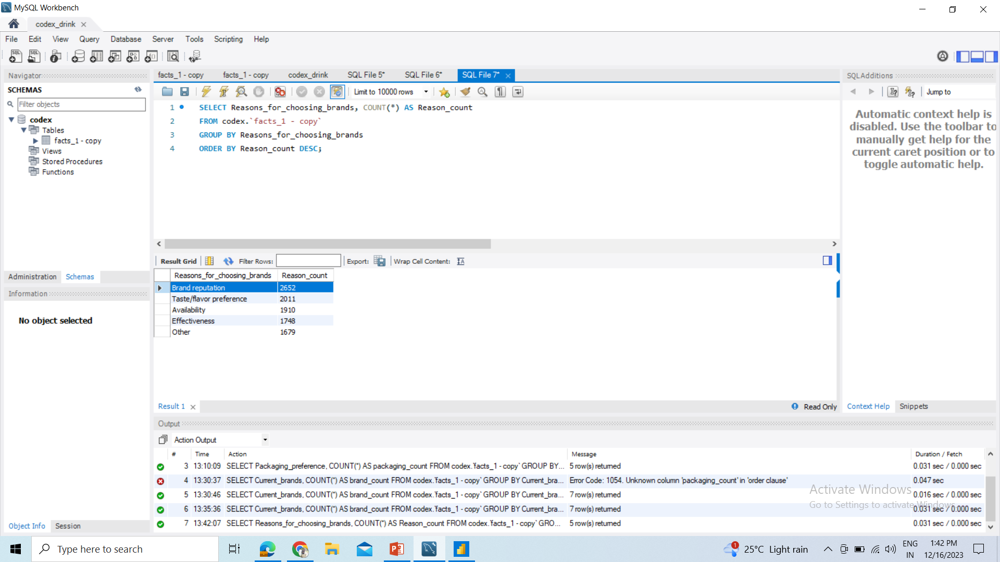 MySQL Workbench
codex_drink
File Edit View Query Database Server Tools Scripting Help
Navigator
SCHEMAS
Filter objects
codex
Tables
facts_1 - copy
Views
Stored Procedures
Functions
Administration Schemas
Information
No object selected
Object Info Session
facts_1 - copy facts_1 - copy codex_drink SQL File 5* SQL File 6* SQL File 7*
Limit to 10000 rows
1 SELECT Reasons_for_choosing_brands, COUNT(*) AS Reason_count
2 FROM codex.`facts_1 - copy`
3 GROUP BY Reasons_for_choosing_brands
4 ORDER BY Reason_count DESC;
Result Grid Filter Rows: Export: Wrap Cell Content:
Reasons_for_choosing_brands Reason_count
Brand reputation 2652
Taste/flavor preference 2011
Availability 1910
Effectiveness 1748
Other 1679
Result 1 Read Only
SQLAdditions
Jump to
Automatic context help is
disabled. Use the toolbar to
manually get help for the
current caret position or to
toggle automatic help.
Context Help Snippets
Output
Action Output
# Time Action Message Duration / Fetch
3 13:10:09 SELECT Packaging_preference, COUNT(*) AS packaging_count FROM codex.`facts_1 - copy` GROUP BY... 5 row(s) returned 0.031 sec / 0.000 sec
4 13:30:37 SELECT Current_brands, COUNT(*) AS brand_count FROM codex.`facts_1 - copy` GROUP BY Current_bra... Error Code: 1054. Unknown column 'packaging_count' in 'order clause' 0.047 sec
5 13:30:46 SELECT Current_brands, COUNT(*) AS brand_count FROM codex.`facts_1 - copy` GROUP BY Current_bra... 7 row(s) returned 0.016 sec / 0.000 sec
6 13:35:36 SELECT Current_brands, COUNT(*) AS brand_count FROM codex.`facts_1 - copy` GROUP BY Current_bra... 7 row(s) returned 0.031 sec / 0.000 sec
7 13:42:07 SELECT Reasons_for_choosing_brands, COUNT(*) AS Reason_count FROM codex.`facts_1 - copy` GRO... 5 row(s) returned 0.031 sec / 0.000 sec
Activate Windows
Go to Settings to activate Windows.
Type here to search
1
25°C Light rain
ENG
IN
1:42 PM
12/16/2023